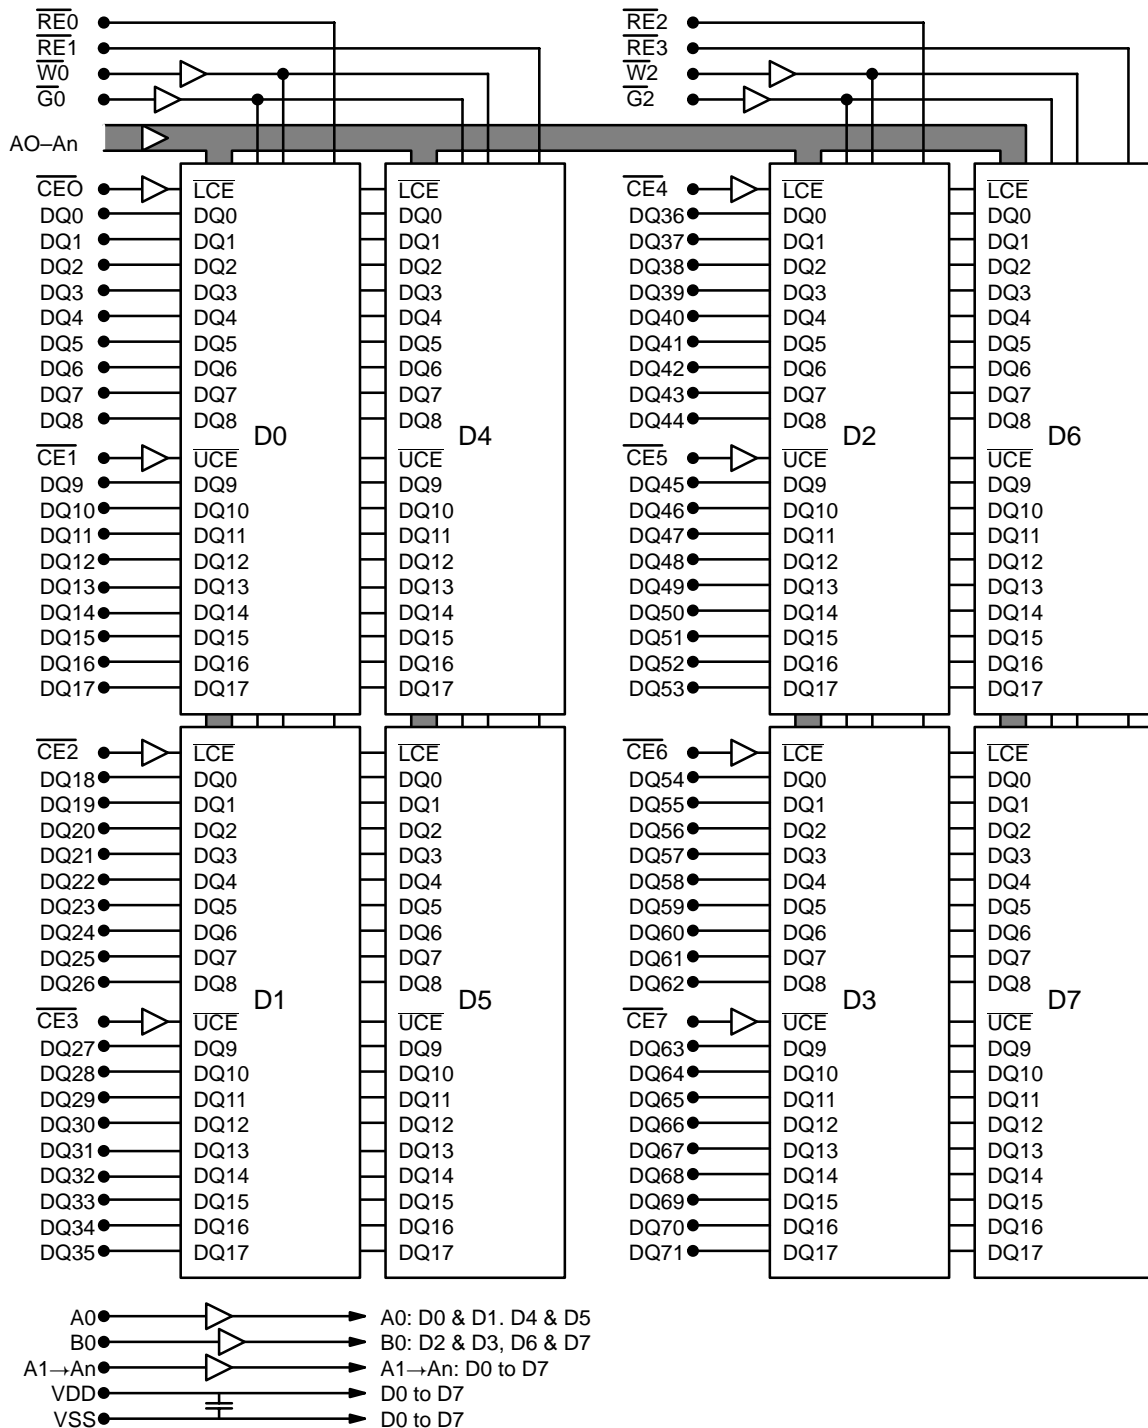 RE0 RE2
RE1 RE3
W0 W2
G0 G2
AO–An
CEO LCE LCE CE4 LCE LCE
DQ0 DQ0 DQ0 DQ36 DQ0 DQ0
DQ1 DQ1 DQ1 DQ37 DQ1 DQ1
DQ2 DQ2 DQ2 DQ38 DQ2 DQ2
DQ3 DQ3 DQ3 DQ39 DQ3 DQ3
DQ4 DQ4 DQ4 DQ40 DQ4 DQ4
DQ5 DQ5 DQ5 DQ41 DQ5 DQ5
DQ6 DQ6 DQ6 DQ42 DQ6 DQ6
DQ7 DQ7 DQ7 DQ43 DQ7 DQ7
DQ8 DQ8 DQ8 DQ44 DQ8 DQ8
D0 D4 D2 D6
CE1 UCE UCE CE5 UCE UCE
DQ9 DQ9 DQ9 DQ45 DQ9 DQ9
DQ10 DQ10 DQ10 DQ46 DQ10 DQ10
DQ11 DQ11 DQ11 DQ47 DQ11 DQ11
DQ12 DQ12 DQ12 DQ48 DQ12 DQ12
DQ13 DQ13 DQ13 DQ49 DQ13 DQ13
DQ14 DQ14 DQ14 DQ50 DQ14 DQ14
DQ15 DQ15 DQ15 DQ51 DQ15 DQ15
DQ16 DQ16 DQ16 DQ52 DQ16 DQ16
DQ17 DQ17 DQ17 DQ53 DQ17 DQ17
CE2 LCE LCE CE6 LCE LCE
DQ18 DQ0 DQ0 DQ54 DQ0 DQ0
DQ19 DQ1 DQ1 DQ55 DQ1 DQ1
DQ20 DQ2 DQ2 DQ56 DQ2 DQ2
DQ21 DQ3 DQ3 DQ57 DQ3 DQ3
DQ22 DQ4 DQ4 DQ58 DQ4 DQ4
DQ23 DQ5 DQ5 DQ59 DQ5 DQ5
DQ24 DQ6 DQ6 DQ60 DQ6 DQ6
DQ25 DQ7 DQ7 DQ61 DQ7 DQ7
DQ26 DQ8 DQ8 DQ62 DQ8 DQ8
D1 D5 D3 D7
CE3 UCE UCE CE7 UCE UCE
DQ27 DQ9 DQ9 DQ63 DQ9 DQ9
DQ28 DQ10 DQ10 DQ64 DQ10 DQ10
DQ29 DQ11 DQ11 DQ65 DQ11 DQ11
DQ30 DQ12 DQ12 DQ66 DQ12 DQ12
DQ31 DQ13 DQ13 DQ67 DQ13 DQ13
DQ32 DQ14 DQ14 DQ68 DQ14 DQ14
DQ33 DQ15 DQ15 DQ69 DQ15 DQ15
DQ34 DQ16 DQ16 DQ70 DQ16 DQ16
DQ35 DQ17 DQ17 DQ71 DQ17 DQ17
A0 A0: D0 & D1. D4 & D5
B0 B0: D2 & D3, D6 & D7
A1→An A1→An: D0 to D7
VDD D0 to D7
VSS D0 to D7